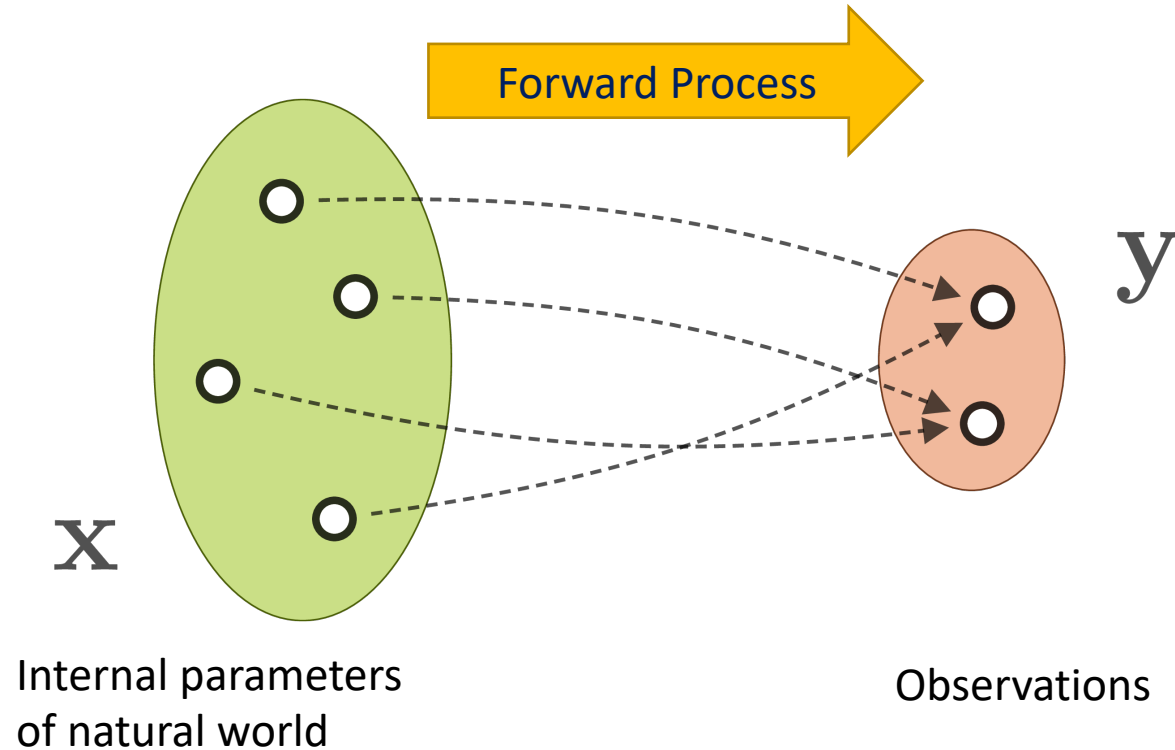 Forward Process
y
x
Internal parameters
of natural world
Observations